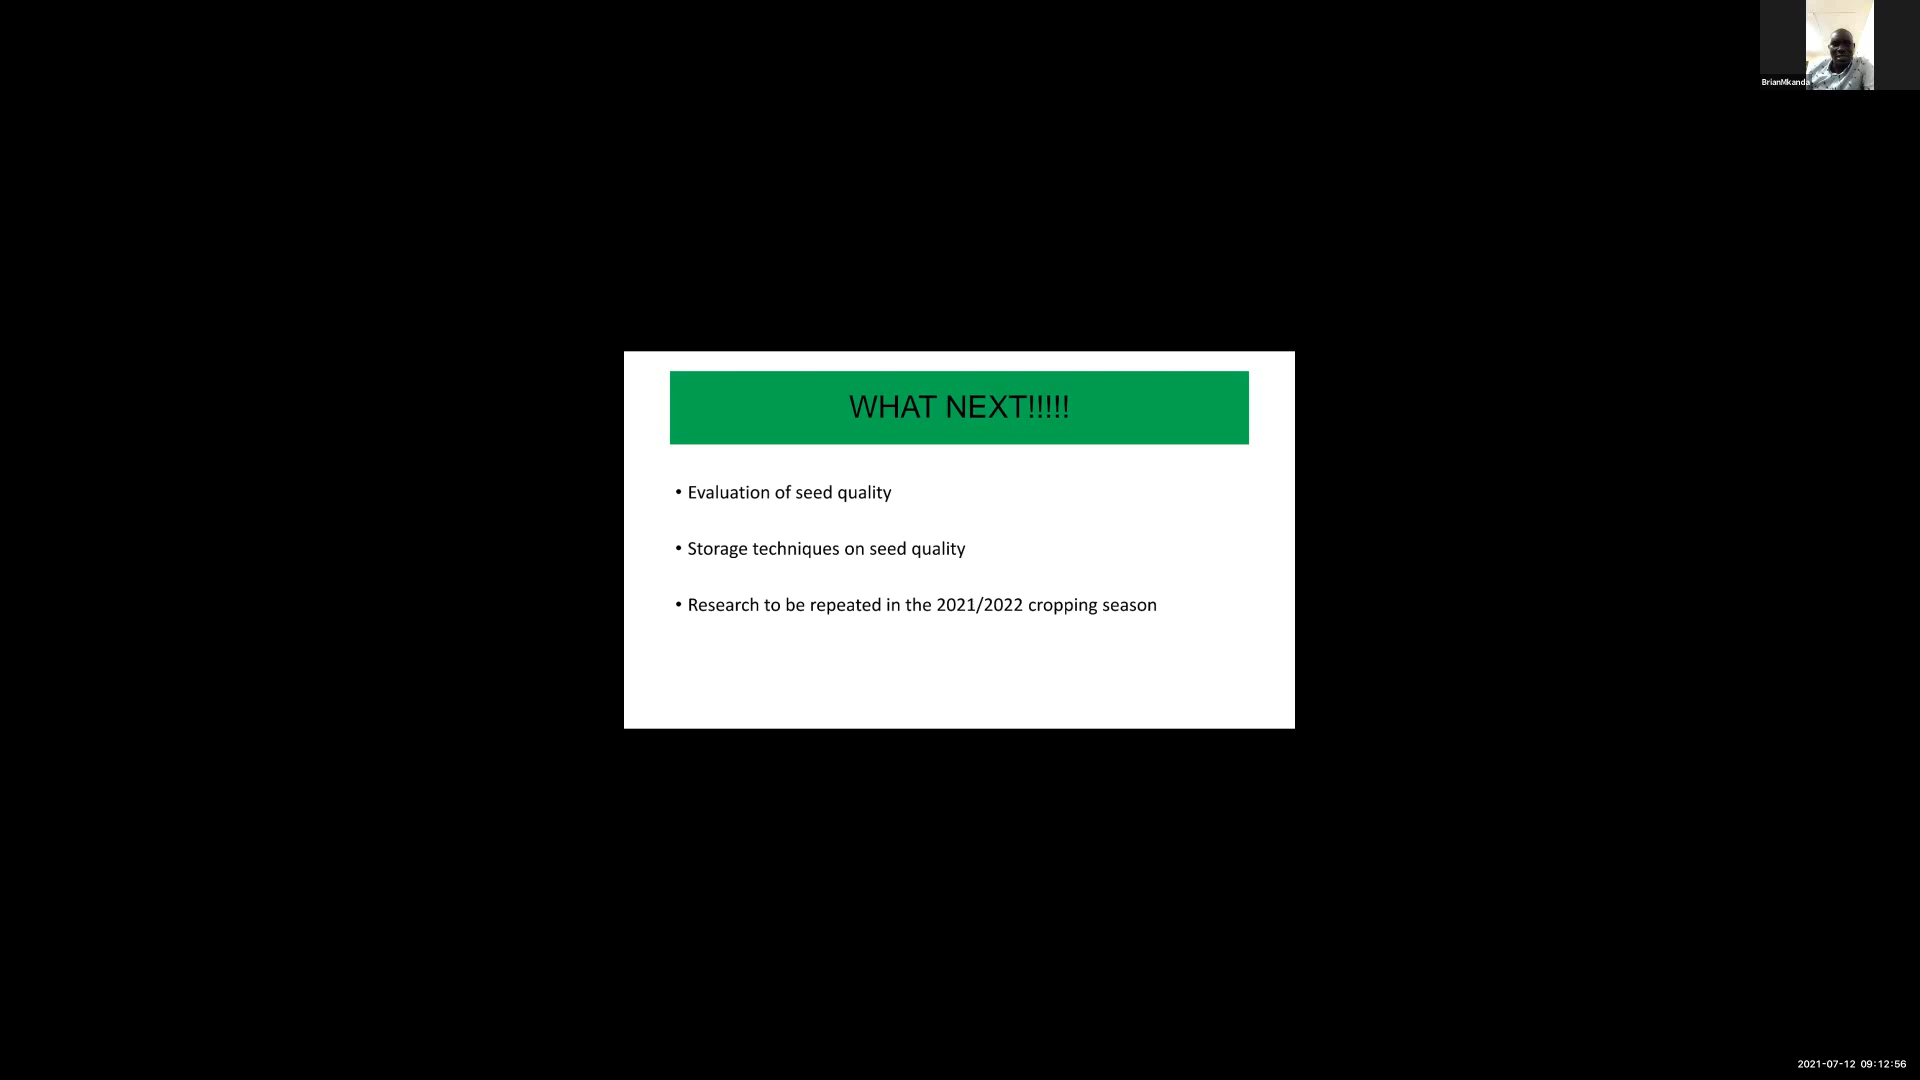 BrianMkanda
WHAT NEXT!!!!!
• Evaluation of seed quality
• Storage techniques on seed quality
• Research to be repeated in the 2021/2022 cropping season
2021-07-12 09:12:56